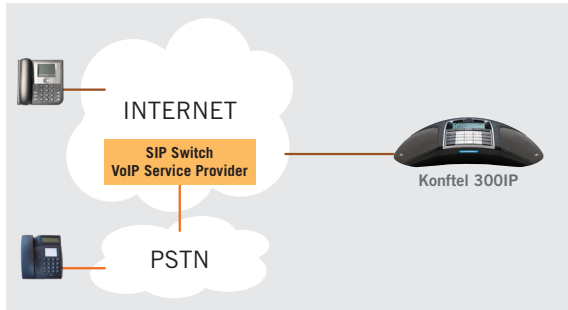 INTERNET
SIP Switch
VoIP Service Provider
Konftel 300IP
PSTN